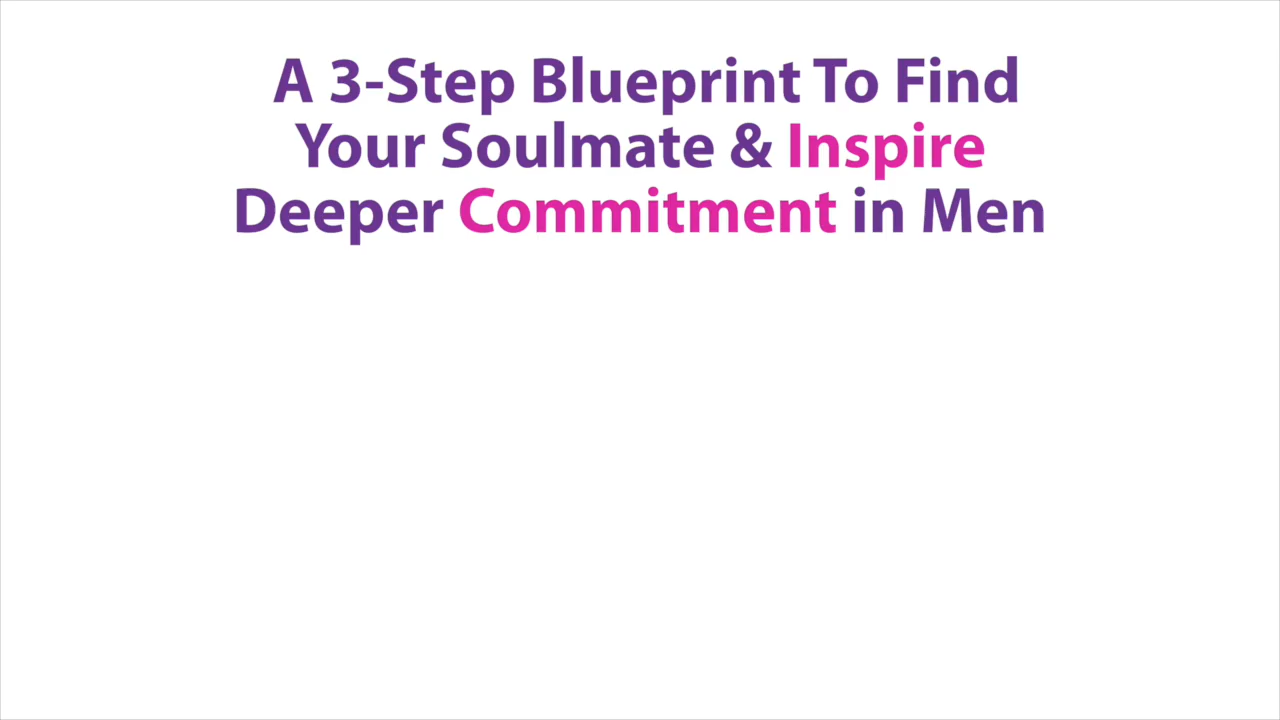 A 3-Step Blueprint To Find
Your Soulmate & Inspire
Deeper Commitment in Men